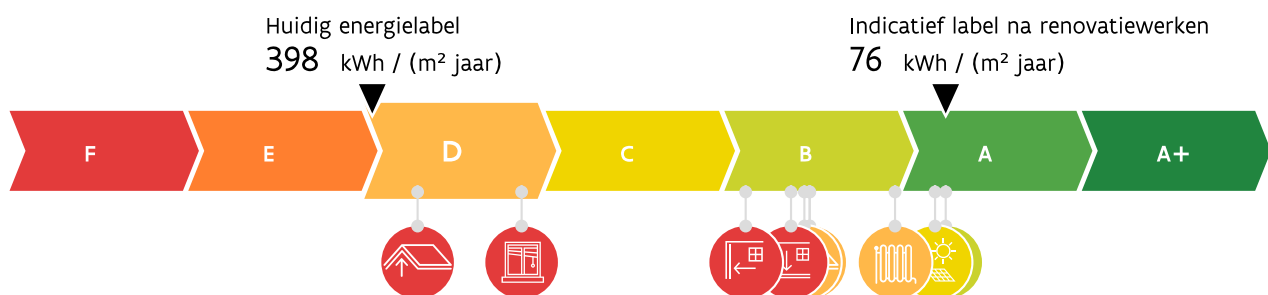 Huidig energielabel
398 kWh / (m² jaar)
Indicatief label na renovatiewerken
76 kWh / (m² jaar)
F E D C B A A+